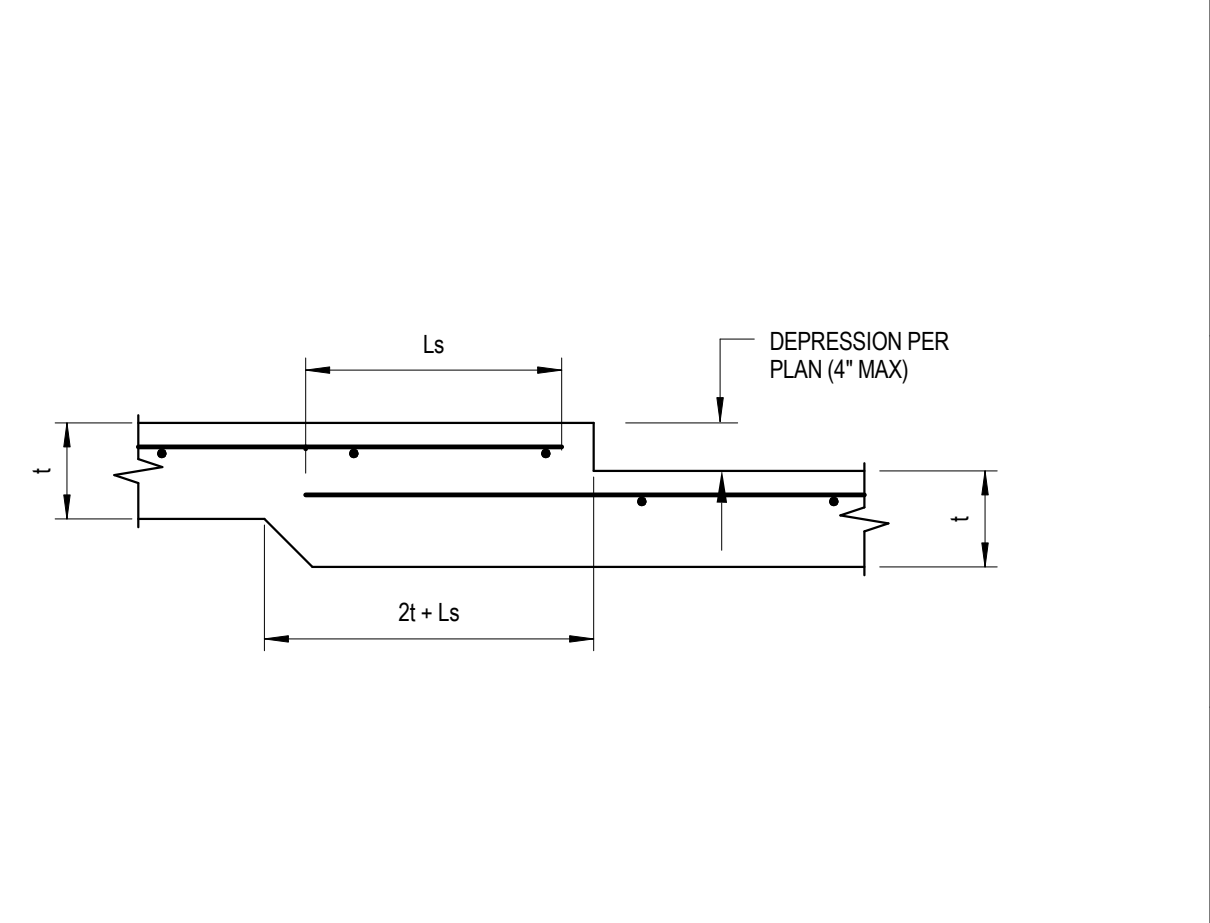 Ls
DEPRESSION PER
PLAN (4" MAX)
t
t
2t + Ls